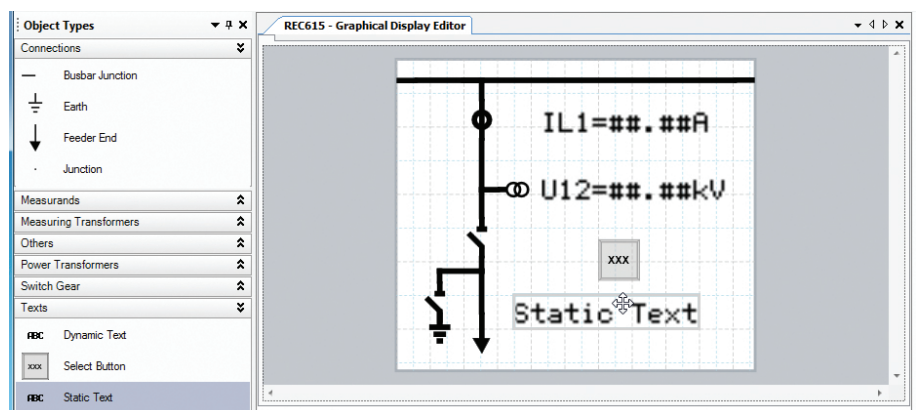 Object Types
Connections
Busbar Junction
Earth
Feeder End
Junction
Measurands
Measuring Transformers
Others
Power Transformers
Switch Gear
Texts
ABC Dynamic Text
xxx Select Button
ABC Static Text
REC615 - Graphical Display Editor
IL1=##.##A
U12=##.##kV
xxx
Static Text